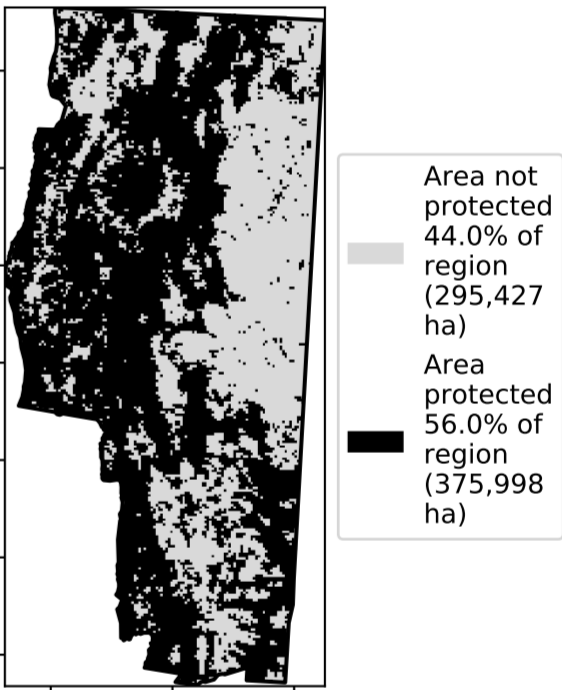 Area not
protected
44.0% of
region
(295,427
ha)
Area
protected
56.0% of
region
(375,998
ha)